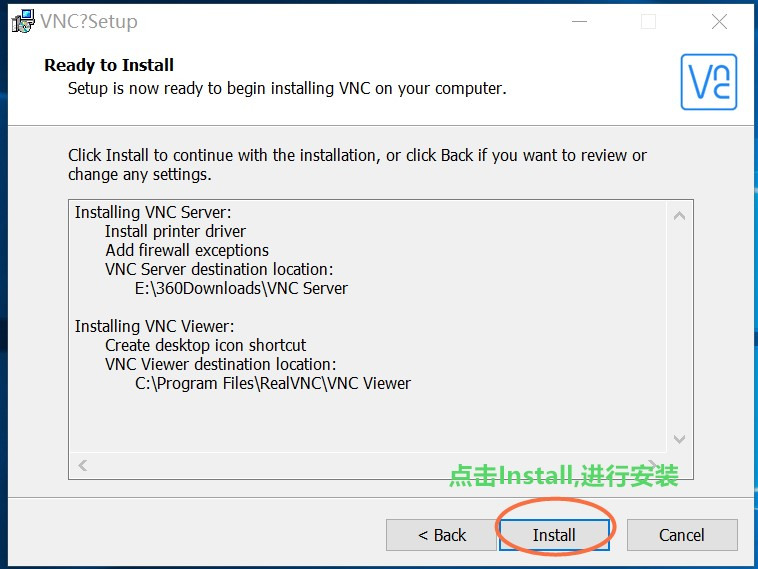 VNC?Setup
Ready to Install
Setup is now ready to begin installing VNC on your computer.
VNC
Click Install to continue with the installation, or click Back if you want to review or
change any settings.
Installing VNC Server:
Install printer driver
Add firewall exceptions
VNC Server destination location:
E:\360Downloads\VNC Server
Installing VNC Viewer:
Create desktop icon shortcut
VNC Viewer destination location:
C:\Program Files\RealVNC\VNC Viewer
点击Install,进行安装
< Back
Install
Cancel